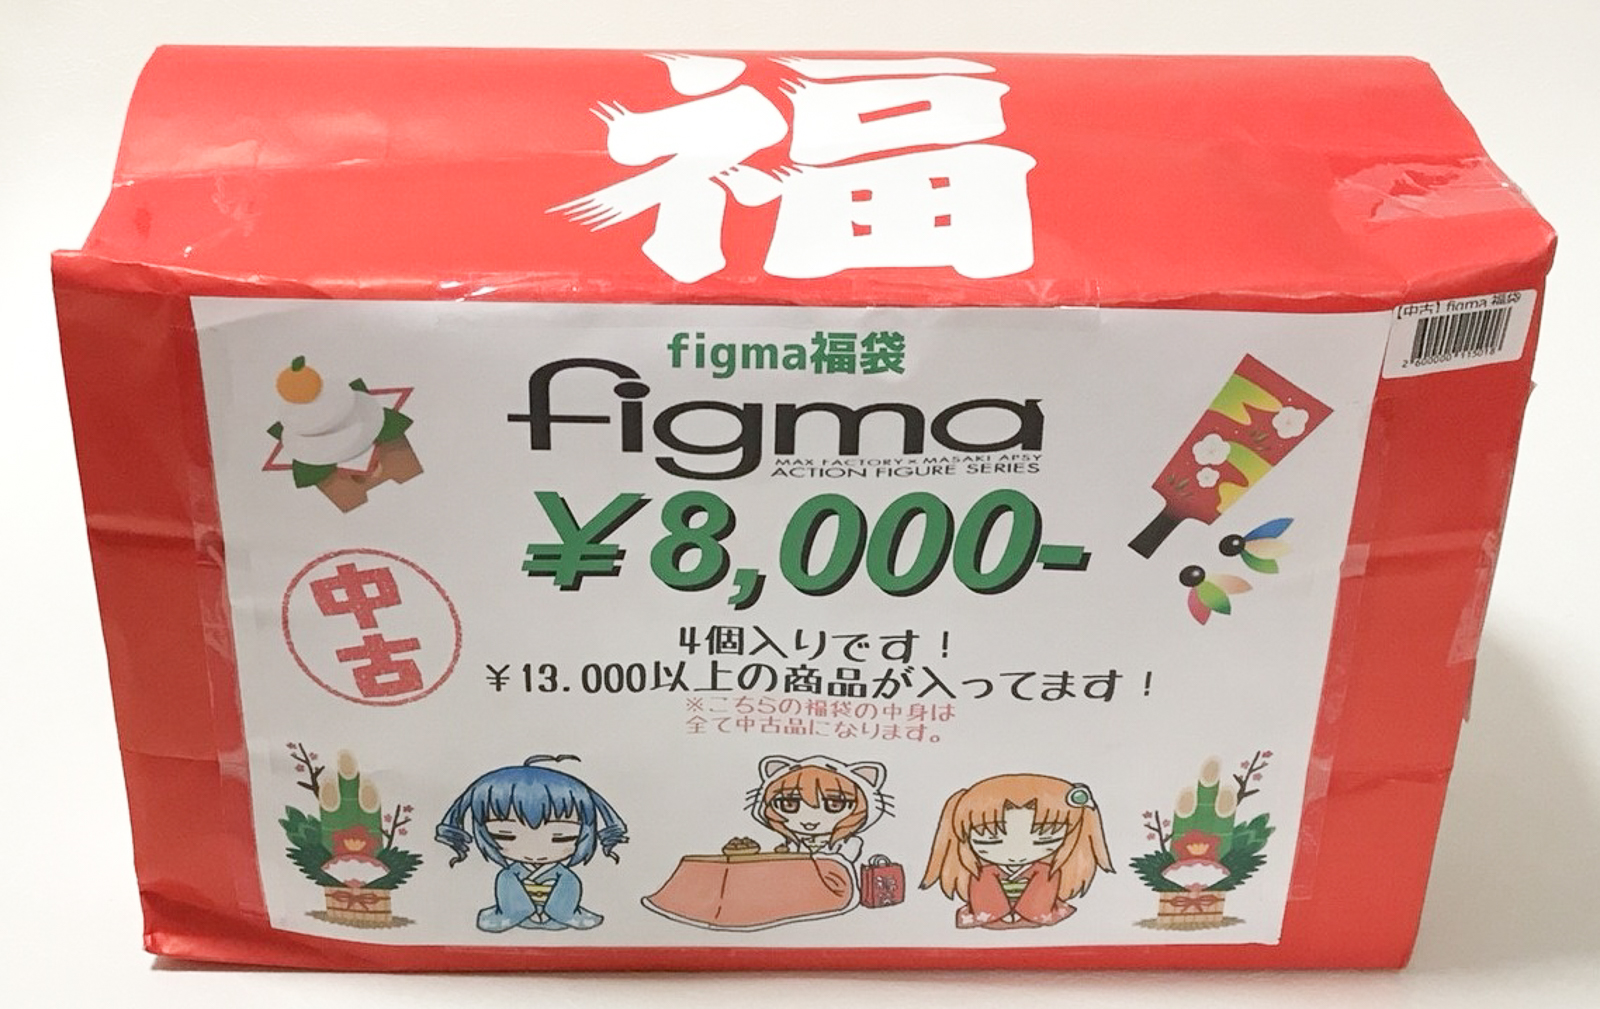 福
【中古】figma 福袋
figma福袋
figma
MAX FACTORY×MASAKI APSY
ACTION FIGURE SERIES
¥8,000-
中古
4個入りです！
¥13.000以上の商品が入ってます！
※こちらの福袋の中身は
全て中古品になります。